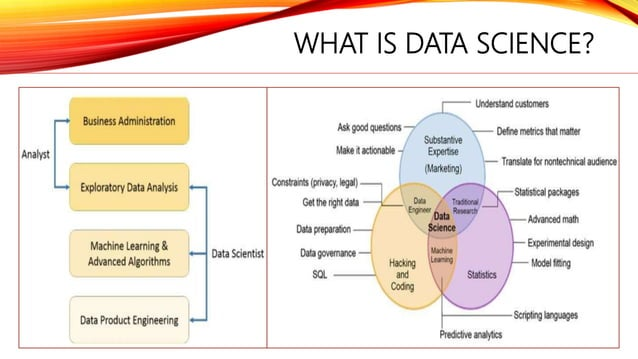 WHAT IS DATA SCIENCE?
Business Administration
Analyst
Exploratory Data Analysis
Machine Learning &
Advanced Algorithms
Data Scientist
Data Product Engineering
Understand customers
Ask good questions
Define metrics that matter
Make it actionable
Substantive
Expertise
(Marketing)
Translate for nontechnical audience
Constraints (privacy, legal)
Statistical packages
Get the right data
Data
Engineer
Traditional
Research
Data
Science
Advanced math
Data preparation
Experimental design
Data governance
Machine
Learning
Model fitting
SQL
Hacking
and
Coding
Statistics
Scripting languages
Predictive analytics